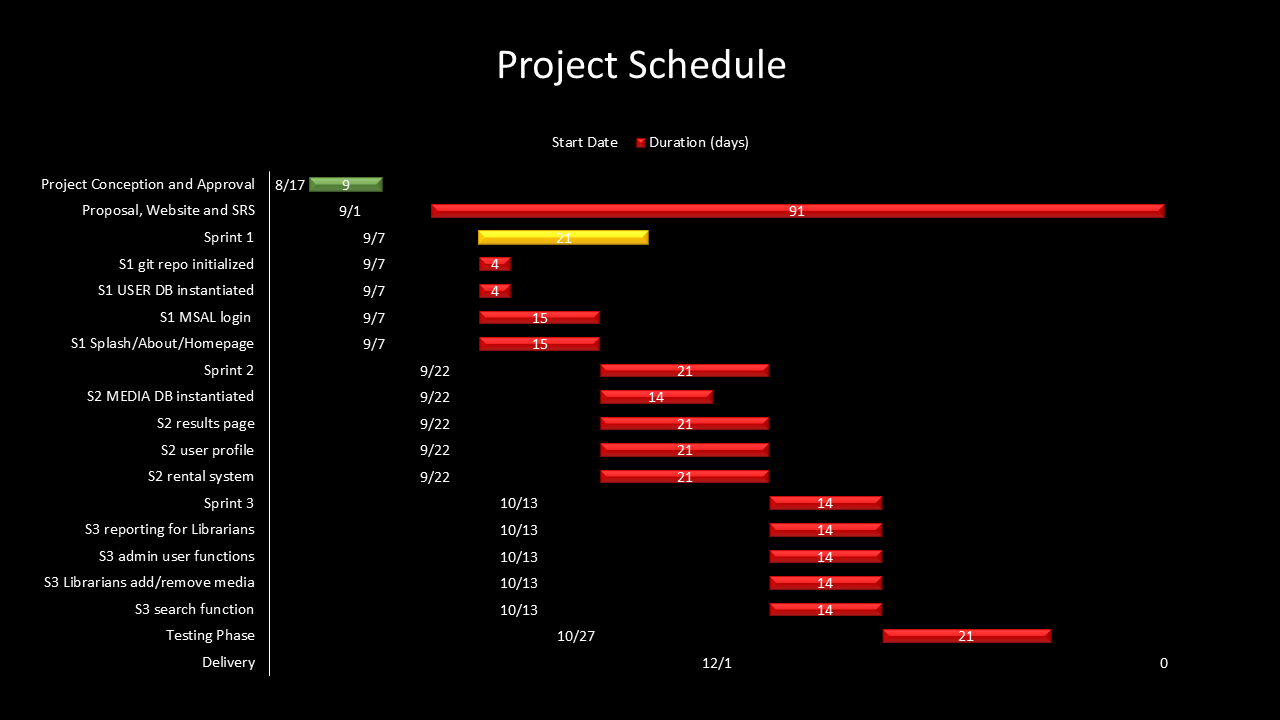 Project Schedule
Start Date Duration (days)
Project Conception and Approval 8/17 9
Proposal, Website and SRS 9/1 91
Sprint 1 9/7 21
S1 git repo initialized 9/7 4
S1 USER DB instantiated 9/7 4
S1 MSAL login 9/7 15
S1 Splash/About/Homepage 9/7 15
Sprint 2 9/22 21
S2 MEDIA DB instantiated 9/22 14
S2 results page 9/22 21
S2 user profile 9/22 21
S2 rental system 9/22 21
Sprint 3 10/13 14
S3 reporting for Librarians 10/13 14
S3 admin user functions 10/13 14
S3 Librarians add/remove media 10/13 14
S3 search function 10/13 14
Testing Phase 10/27 21
Delivery 12/1 0